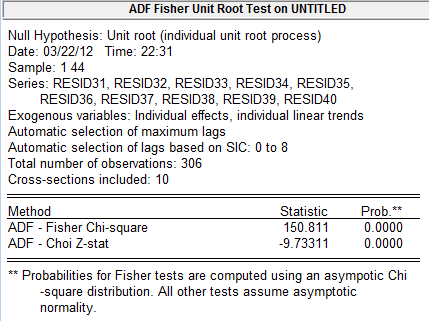 ADF Fisher Unit Root Test on UNTITLED
Null Hypothesis: Unit root (individual unit root process)
Date: 03/22/12 Time: 22:31
Sample: 1 44
Series: RESID31, RESID32, RESID33, RESID34, RESID35,
RESID36, RESID37, RESID38, RESID39, RESID40
Exogenous variables: Individual effects, individual linear trends
Automatic selection of maximum lags
Automatic selection of lags based on SIC: 0 to 8
Total number of observations: 306
Cross-sections included: 10
Method Statistic Prob.**
ADF - Fisher Chi-square 150.811 0.0000
ADF - Choi Z-stat -9.73311 0.0000
** Probabilities for Fisher tests are computed using an asympotic Chi
-square distribution. All other tests assume asymptotic
normality.